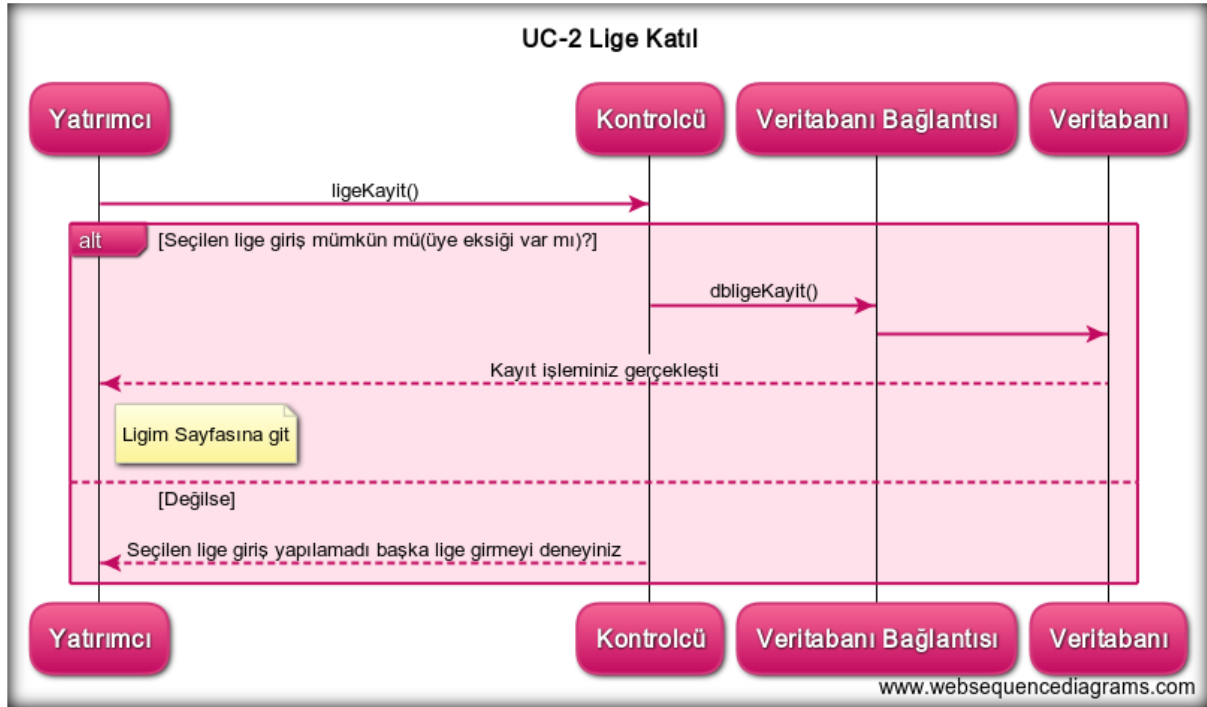 UC-2 Lige Katıl
Yatırımcı
Kontrolcü
Veritabanı Bağlantısı
Veritabanı
ligeKayit()
alt
[Seçilen lige giriş mümkün mü(üye eksiği var mı)?]
dbligeKayit()
Kayıt işleminiz gerçekleşti
Ligim Sayfasına git
[Değilse]
Seçilen lige giriş yapılamadı başka lige girmeyi deneyiniz
Yatırımcı
Kontrolcü
Veritabanı Bağlantısı
Veritabanı
www.websequencediagrams.com